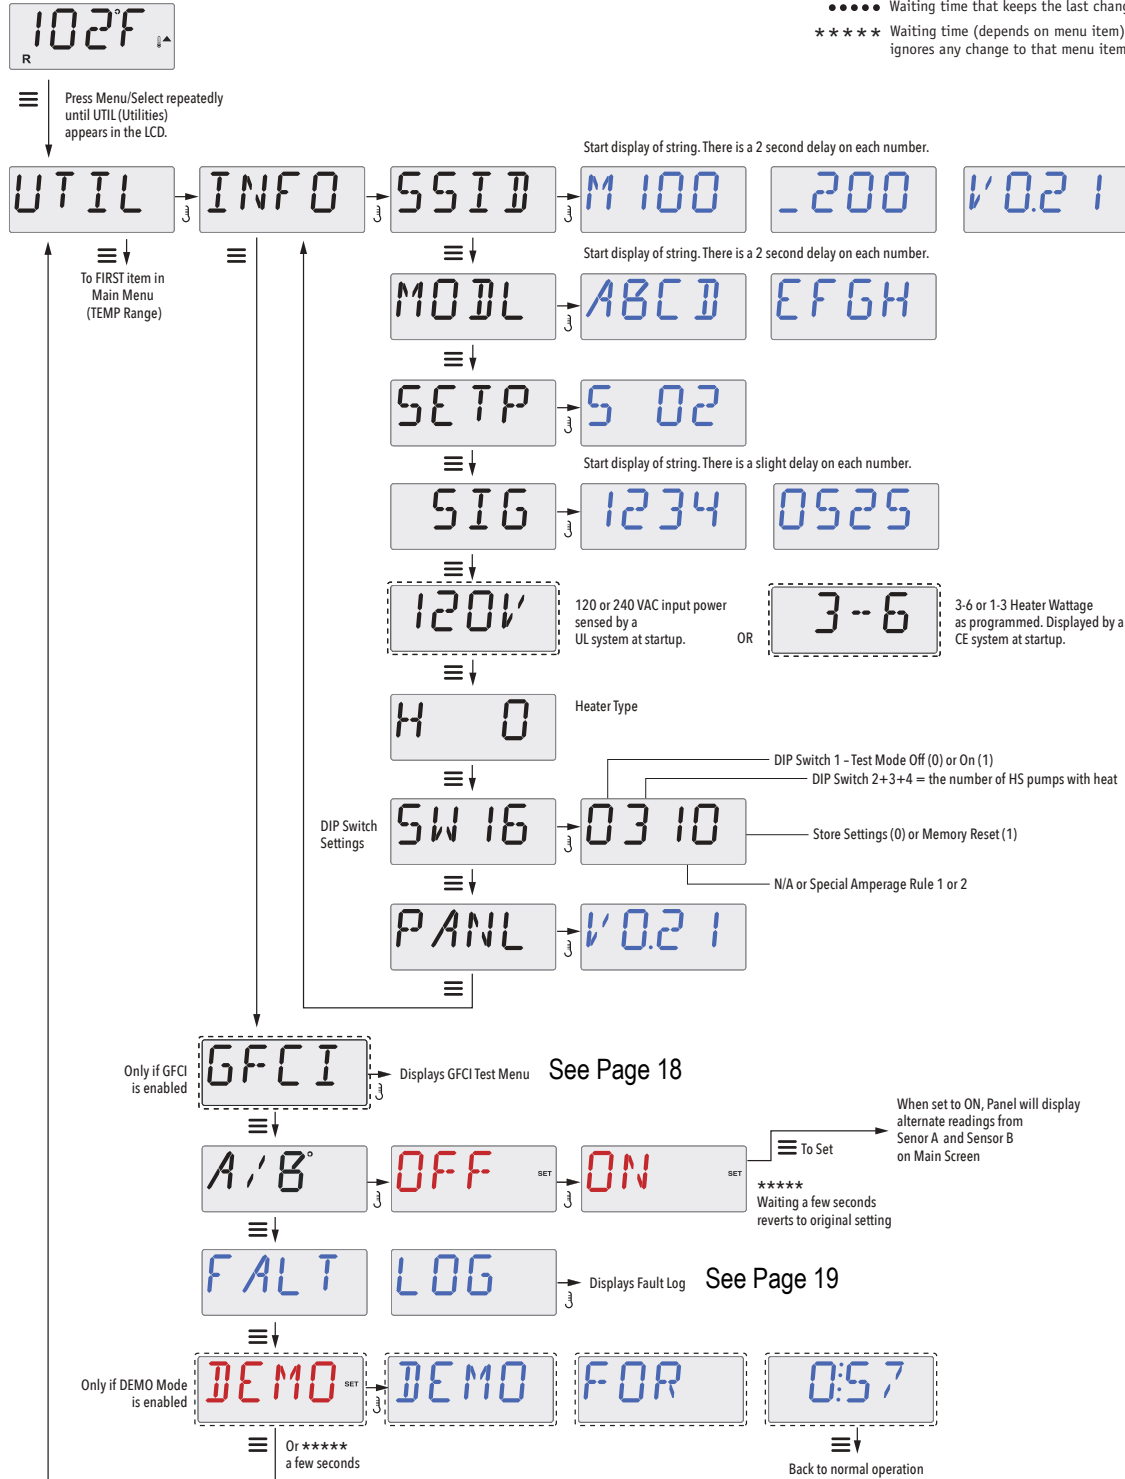 ••••• Waiting time that keeps the last chang
102°F
R
***** Waiting time (depends on menu item)
ignores any change to that menu item
Press Menu/Select repeatedly
until UTIL (Utilities)
appears in the LCD.
Start display of string. There is a 2 second delay on each number.
UTIL INFO SSID M100 _200 V0.21
To FIRST item in
Main Menu
(TEMP Range)
Start display of string. There is a 2 second delay on each number.
MODL ABCD EFGH
SETP S 02
Start display of string. There is a slight delay on each number.
SIG 1234 0525
120V
120 or 240 VAC input power
sensed by a
UL system at startup.
OR
3--6
3-6 or 1-3 Heater Wattage
as programmed. Displayed by a
CE system at startup.
H 0
Heater Type
DIP Switch 1 – Test Mode Off (0) or On (1)
DIP Switch 2+3+4 = the number of HS pumps with heat
DIP Switch
Settings
SW16 0310
Store Settings (0) or Memory Reset (1)
N/A or Special Amperage Rule 1 or 2
PANL V0.21
Only if GFCI
is enabled
GFCI
Displays GFCI Test Menu See Page 18
A/B° OFF SET ON SET
To Set
When set to ON, Panel will display
alternate readings from
Senor A and Sensor B
on Main Screen
*****
Waiting a few seconds
reverts to original setting
FALT LOG
Displays Fault Log See Page 19
Only if DEMO Mode
is enabled
DEMO SET DEMO FOR 0:57
Or *****
a few seconds
Back to normal operation